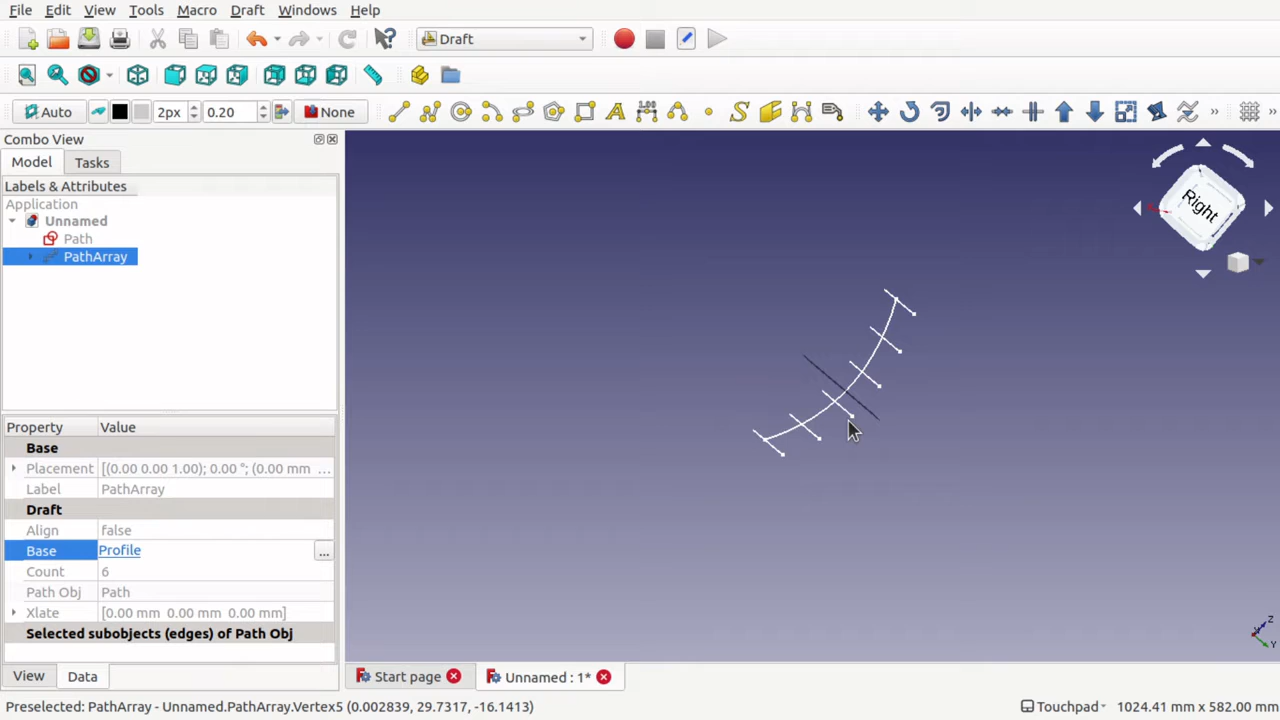 File Edit View Tools Macro Draft Windows Help
Draft
Auto 2px 0.20 None
Combo View
Model Tasks
Labels & Attributes
Application
Unnamed
Path
PathArray
Right
Property Value
Base
Placement [(0.00 0.00 1.00); 0.00 °; (0.00 mm ...
Label PathArray
Draft
Align false
Base Profile ...
Count 6
Path Obj Path
Xlate [0.00 mm 0.00 mm 0.00 mm]
Selected subobjects (edges) of Path Obj
Z
Y
View Data
Start page Unnamed : 1*
Preselected: PathArray - Unnamed.PathArray.Vertex5 (0.002839, 29.7317, -16.1413) Touchpad 1024.41 mm x 582.00 mm